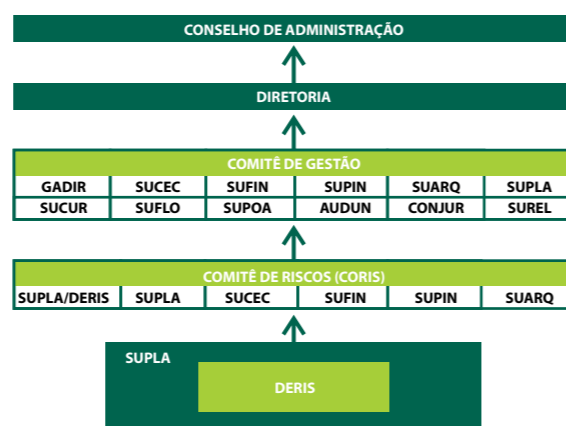 CONSELHO DE ADMINISTRAÇÃO
DIRETORIA
COMITÊ DE GESTÃO
GADIR SUCEC SUFIN SUPIN SUARQ SUPLA
SUCUR SUFLO SUPOA AUDUN CONJUR SUREL
COMITÊ DE RISCOS (CORIS)
SUPLA/DERIS SUPLA SUCEC SUFIN SUPIN SUARQ
SUPLA
DERIS